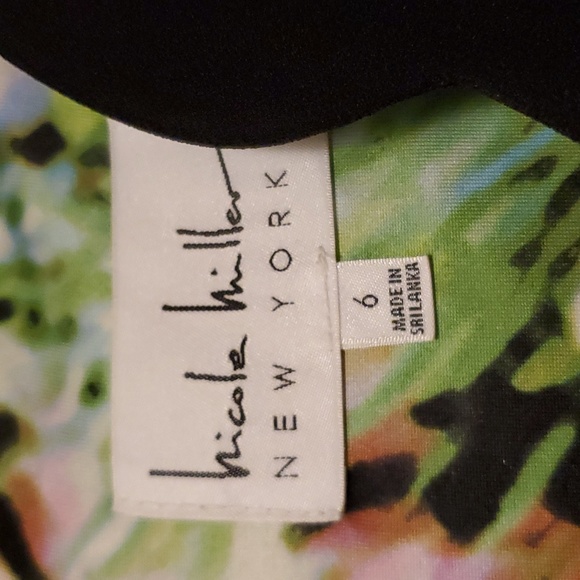 nicole miller
NEW YORK
6
MADE IN
SRI LANKA